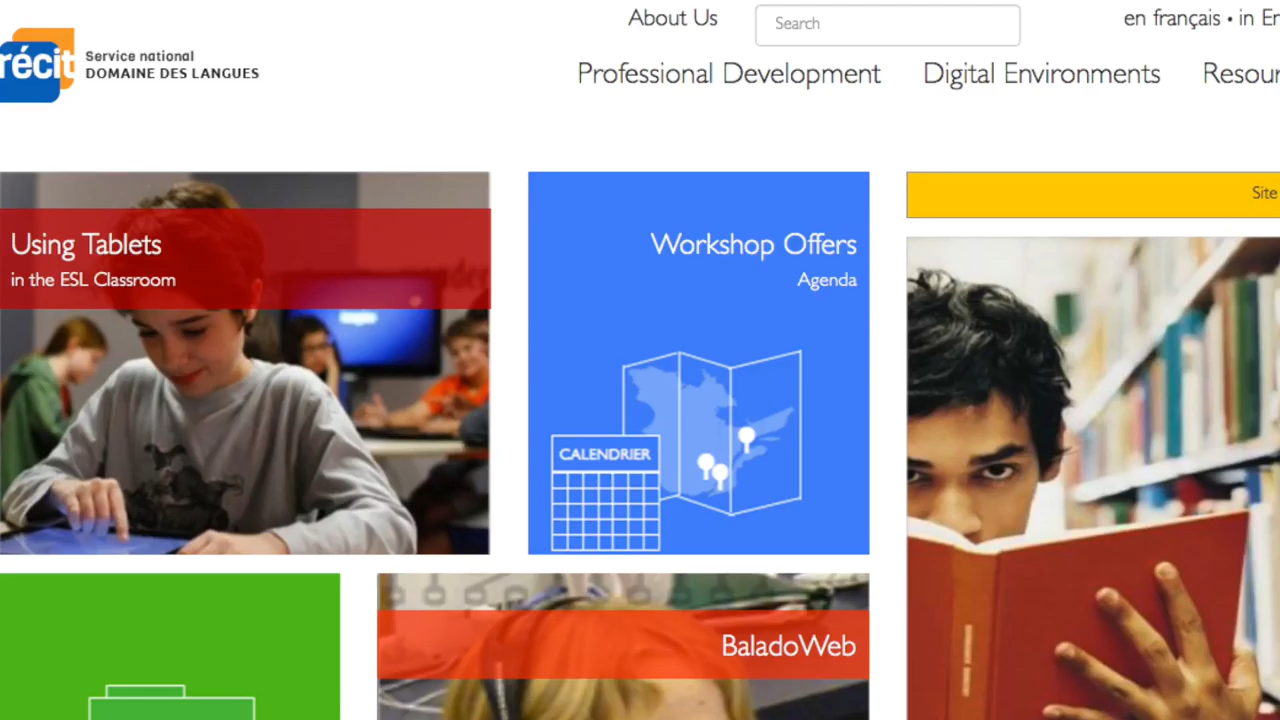 About Us
Search
en français • in
récit
Service national
DOMAINE DES LANGUES
Professional Development
Digital Environments
Using Tablets
in the ESL Classroom
Workshop Offers
Agenda
CALENDRIER
Site
BaladoWeb